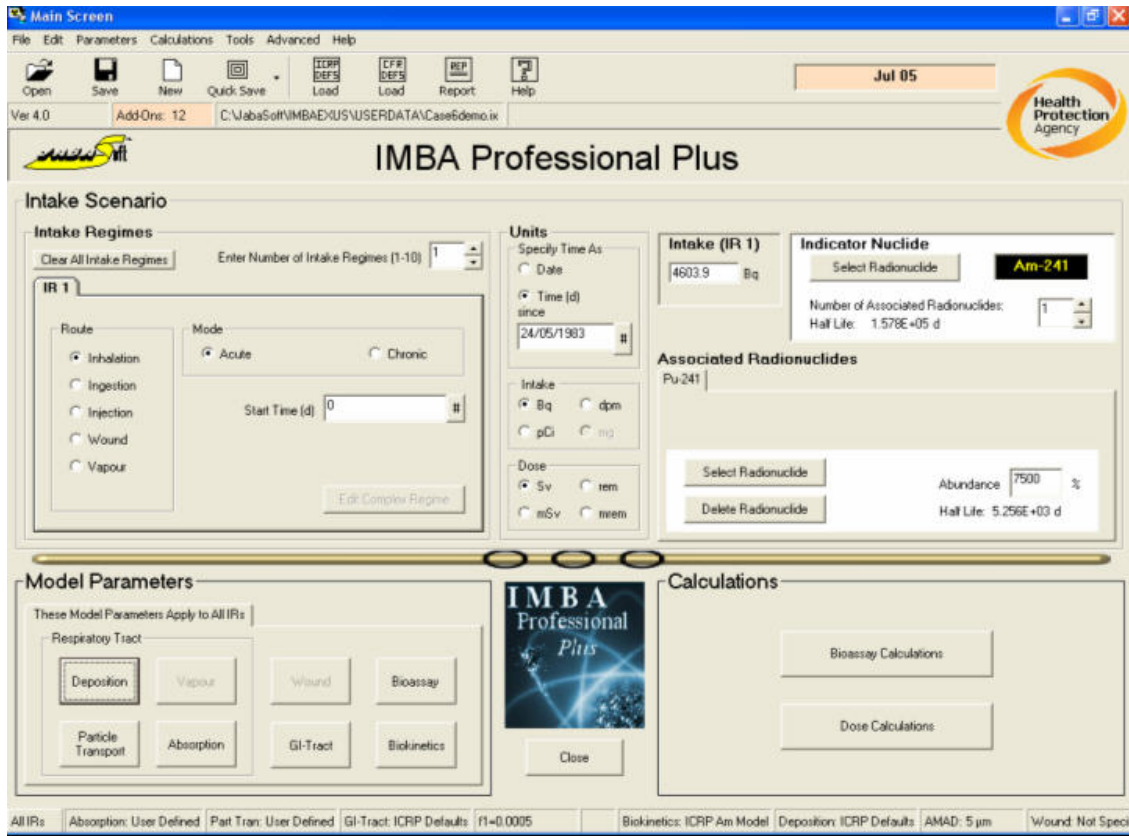 Main Screen
File Edit Parameters Calculations Tools Advanced Help
ICRP DEFS CFR DEFS REP ?
Open Save New Quick Save Load Load Report Help
Jul 05
Health
Protection
Agency
Ver 4.0 Add-Ons: 12 C:\JabaSoft\IMBAEXUS\USERDATA\Case6demo.ix
IMBA Professional Plus
Intake Scenario
Intake Regimes
Clear All Intake Regimes Enter Number of Intake Regimes (1-10) 1
IR 1
Route
Inhalation
Ingestion
Injection
Wound
Vapour
Mode
Acute Chronic
Start Time (d) 0 #
Edit Complex Regime
Units
Specify Time As
Date
Time (d)
since
24/05/1983 #
Intake
Bq dpm
pCi mg
Dose
Sv rem
mSv mrem
Intake (IR 1)
4603.9 Bq
Indicator Nuclide
Select Radionuclide Am-241
Number of Associated Radionuclides: 1
Half Life: 1.578E+05 d
Associated Radionuclides
Pu-241
Select Radionuclide
Delete Radionuclide
Abundance 7500 %
Half Life: 5.256E+03 d
Model Parameters
These Model Parameters Apply to All IRs
Respiratory Tract
Deposition Vapour Wound Bioassay
Particle
Transport Absorption GI-Tract Biokinetics
IMBA
Professional
Plus
Close
Calculations
Bioassay Calculations
Dose Calculations
All IRs Absorption: User Defined Part Tran: User Defined GI-Tract: ICRP Defaults f1=0.0005 Biokinetics: ICRP Am Model Deposition: ICRP Defaults AMAD: 5 µm Wound: Not Speci